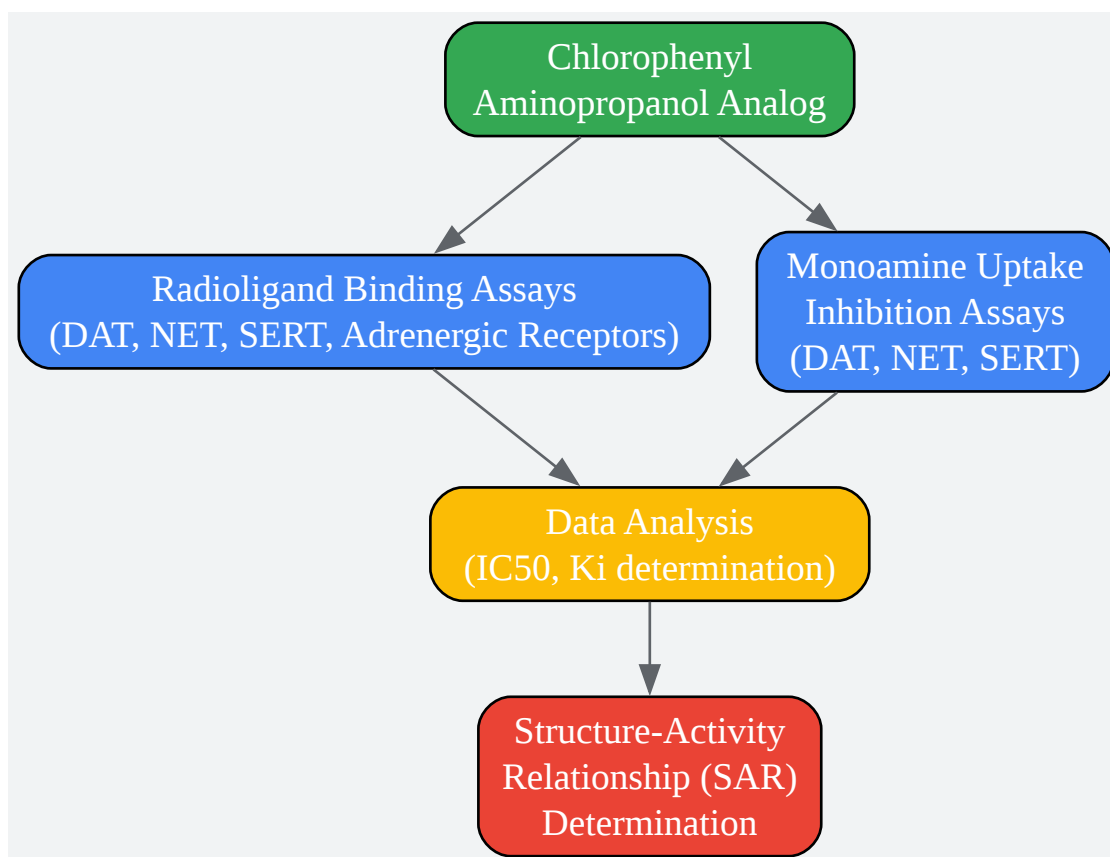 Chlorophenyl
Aminopropanol Analog
Radioligand Binding Assays
(DAT, NET, SERT, Adrenergic Receptors)
Monoamine Uptake
Inhibition Assays
(DAT, NET, SERT)
Data Analysis
(IC50, Ki determination)
Structure-Activity
Relationship (SAR)
Determination